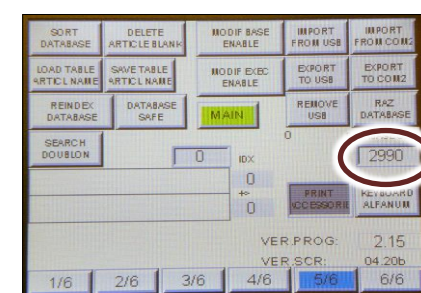 SORT DATABASE
DELETE ARTICLE BLANK
MODIF BASE ENABLE
IMPORT FROM USB
IMPORT FROM COM2
LOAD TABLE ARTICL NAME
SAVE TABLE ARTICL NAME
MODIF EXEC ENABLE
EXPORT TO USB
EXPORT TO COM2
REINDEX DATABASE
DATABASE SAFE
MAIN
REMOVE USB
RAZ DATABASE
SEARCH DOUBLON
0
0 IDX
2990
0
+>
0
PRINT ACCESSORIE
KEYBOARD ALFANUM
VER.PROG: 2.15
VER.SCR: 04.20b
1/6 2/6 3/6 4/6 5/6 6/6